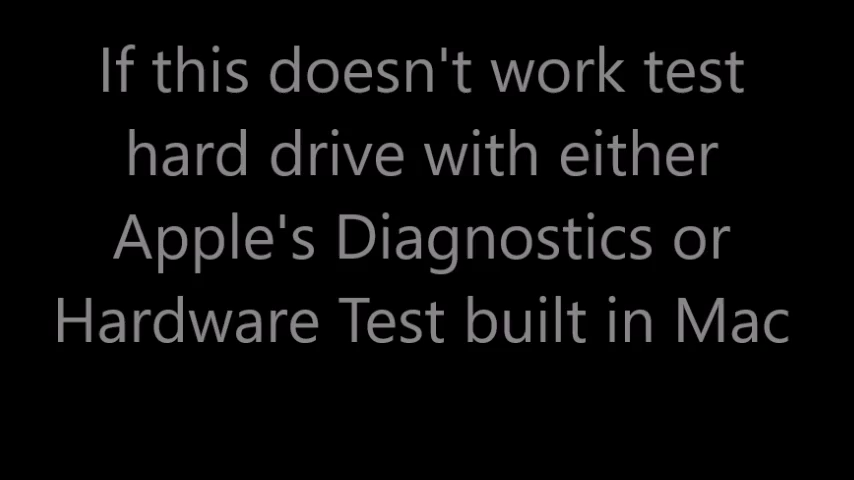 If this doesn't work test
hard drive with either
Apple's Diagnostics or
Hardware Test built in Mac